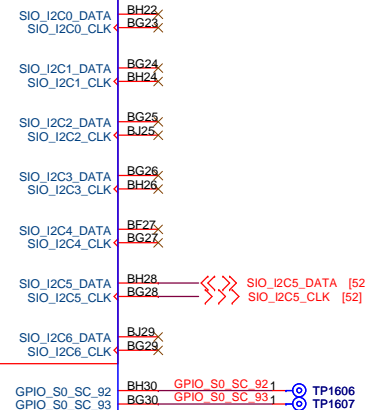 SIO_I2C0_DATA BH22
SIO_I2C0_CLK BG23
SIO_I2C1_DATA BG24
SIO_I2C1_CLK BH24
SIO_I2C2_DATA BG25
SIO_I2C2_CLK BJ25
SIO_I2C3_DATA BG26
SIO_I2C3_CLK BH26
SIO_I2C4_DATA BF27
SIO_I2C4_CLK BG27
SIO_I2C5_DATA BH28 SIO_I2C5_DATA [52
SIO_I2C5_CLK BG28 SIO_I2C5_CLK [52]
SIO_I2C6_DATA BJ29
SIO_I2C6_CLK BG29
GPIO_S0_SC_92 BH30 GPIO_S0_SC_92 1 TP1606
GPIO_S0_SC_93 BG30 GPIO_S0_SC_93 1 TP1607